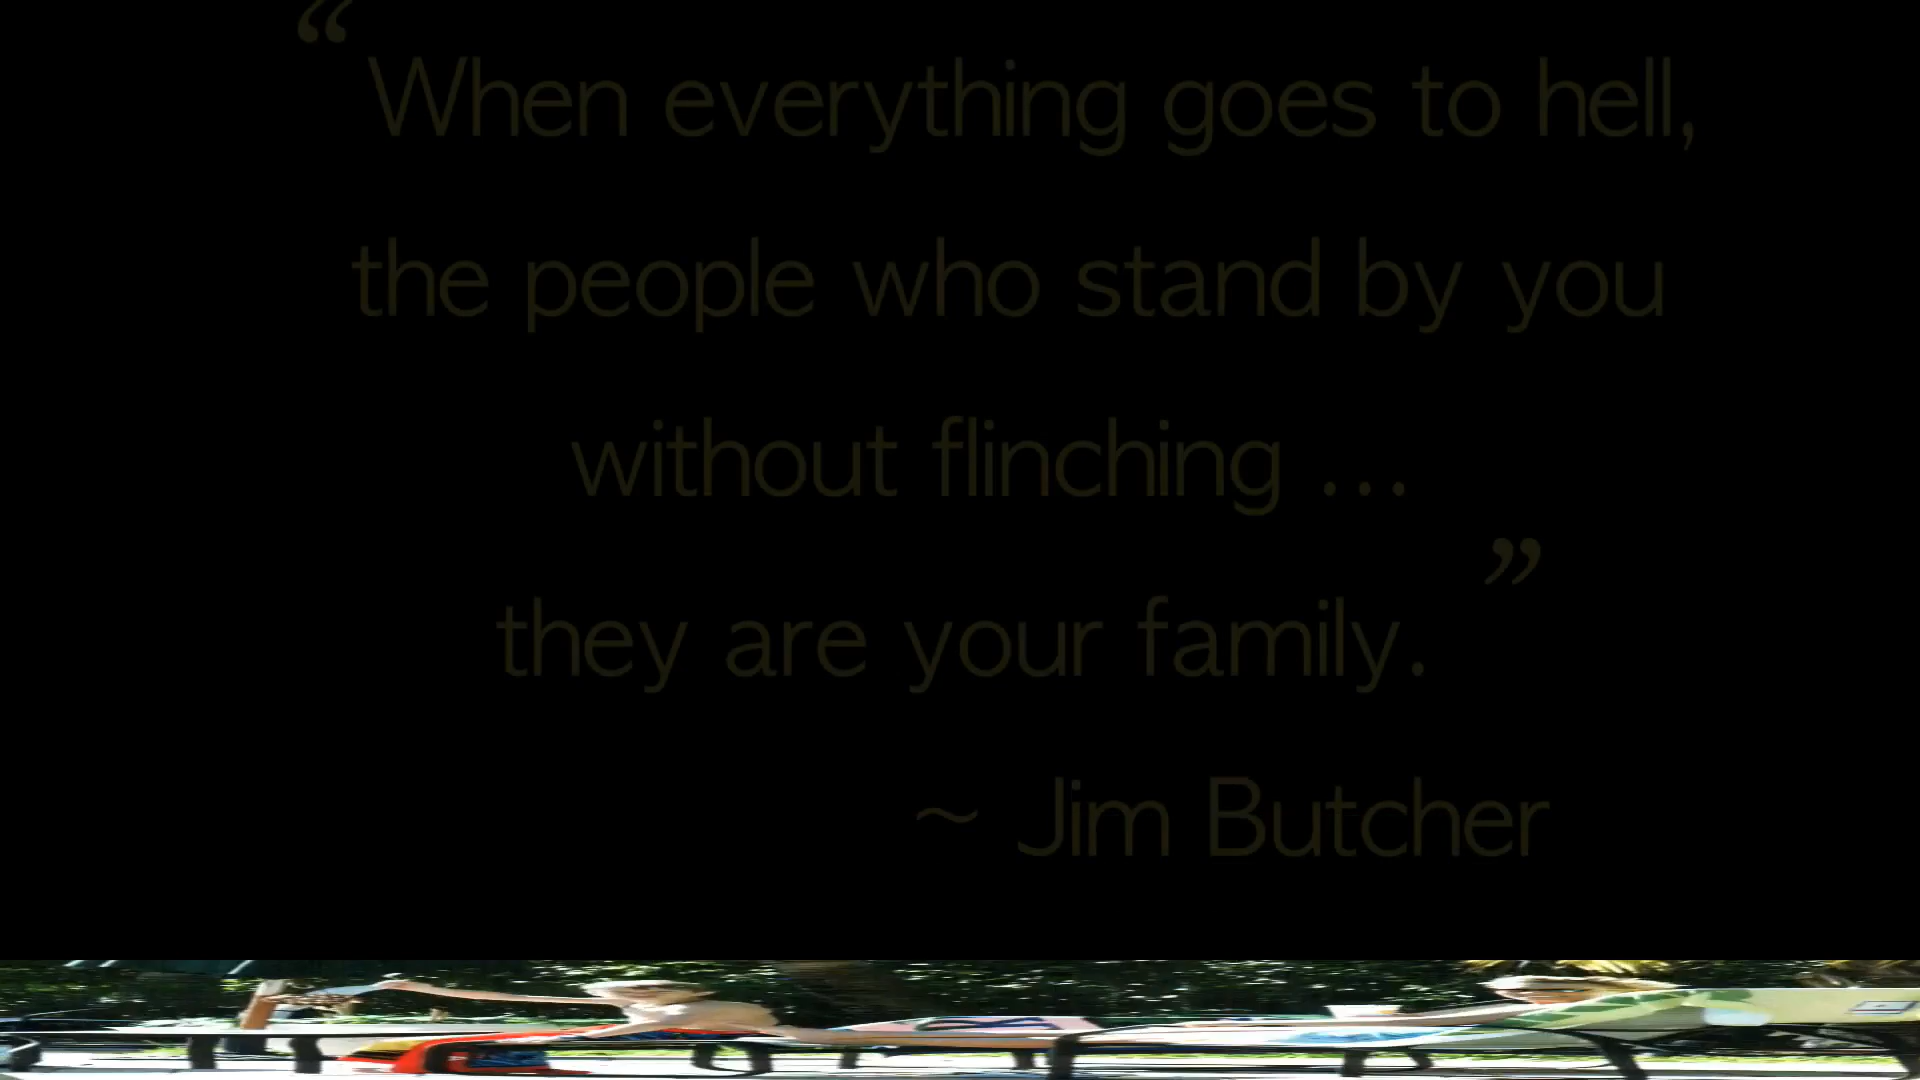 “When everything goes to hell,
the people who stand by you
without flinching ...
they are your family.”
~ Jim Butcher